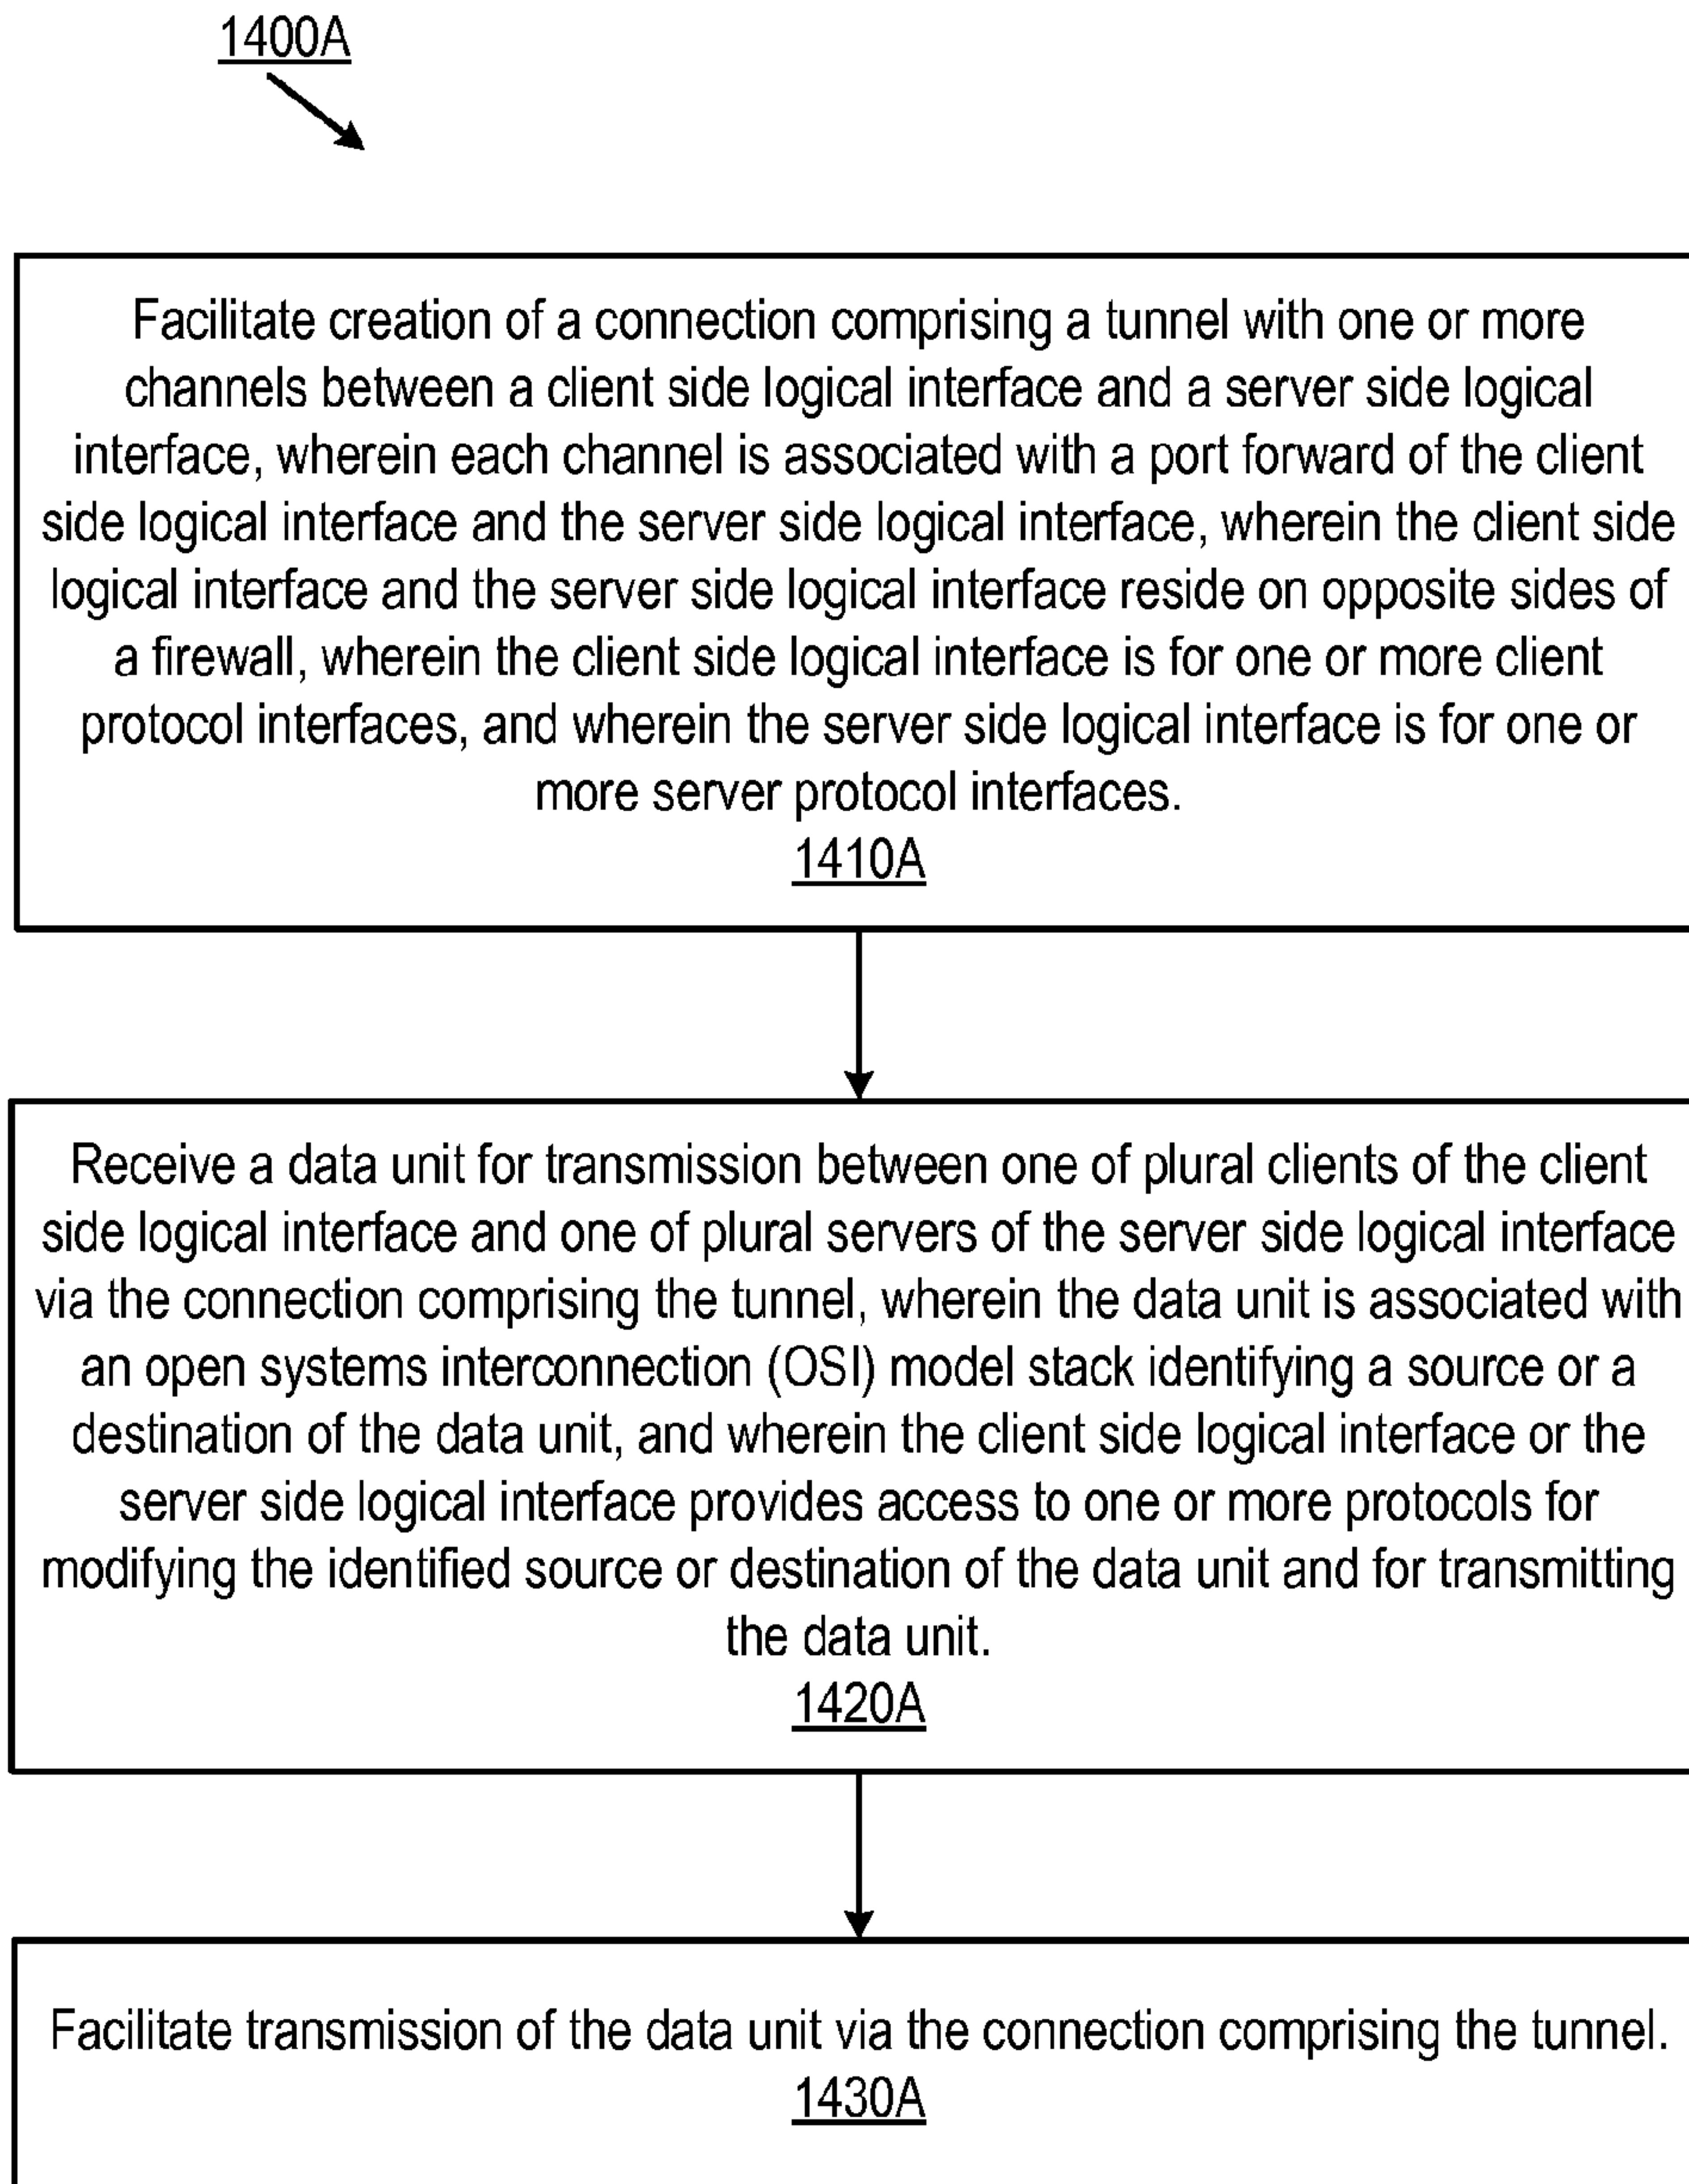 1400A
Facilitate creation of a connection comprising a tunnel with one or more
channels between a client side logical interface and a server side logical
interface, wherein each channel is associated with a port forward of the client
side logical interface and the server side logical interface, wherein the client side
logical interface and the server side logical interface reside on opposite sides of
a firewall, wherein the client side logical interface is for one or more client
protocol interfaces, and wherein the server side logical interface is for one or
more server protocol interfaces.
1410A
Receive a data unit for transmission between one of plural clients of the client
side logical interface and one of plural servers of the server side logical interface
via the connection comprising the tunnel, wherein the data unit is associated with
an open systems interconnection (OSI) model stack identifying a source or a
destination of the data unit, and wherein the client side logical interface or the
server side logical interface provides access to one or more protocols for
modifying the identified source or destination of the data unit and for transmitting
the data unit.
1420A
Facilitate transmission of the data unit via the connection comprising the tunnel.
1430A